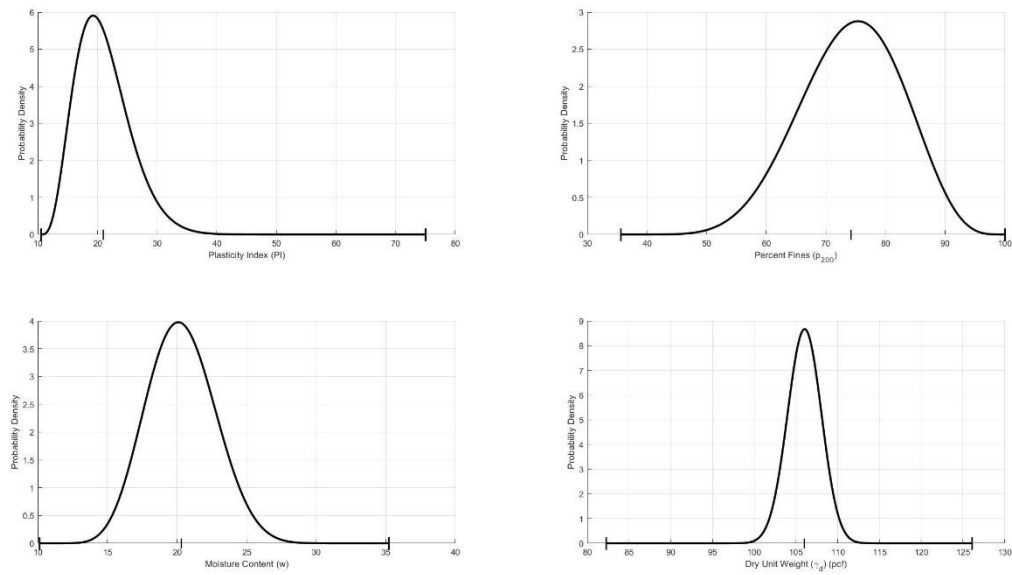 6
5
4
3
2
1
0
Probability Density
10 20 30 40 50 60 70 80
Plasticity Index (PI)
3
2.5
2
1.5
1
0.5
0
Probability Density
30 40 50 60 70 80 90 100
Percent Fines (p200)
4
3.5
3
2.5
2
1.5
1
0.5
0
Probability Density
10 15 20 25 30 35 40
Moisture Content (w)
9
8
7
6
5
4
3
2
1
0
Probability Density
80 85 90 95 100 105 110 115 120 125 130
Dry Unit Weight (γd) (pcf)